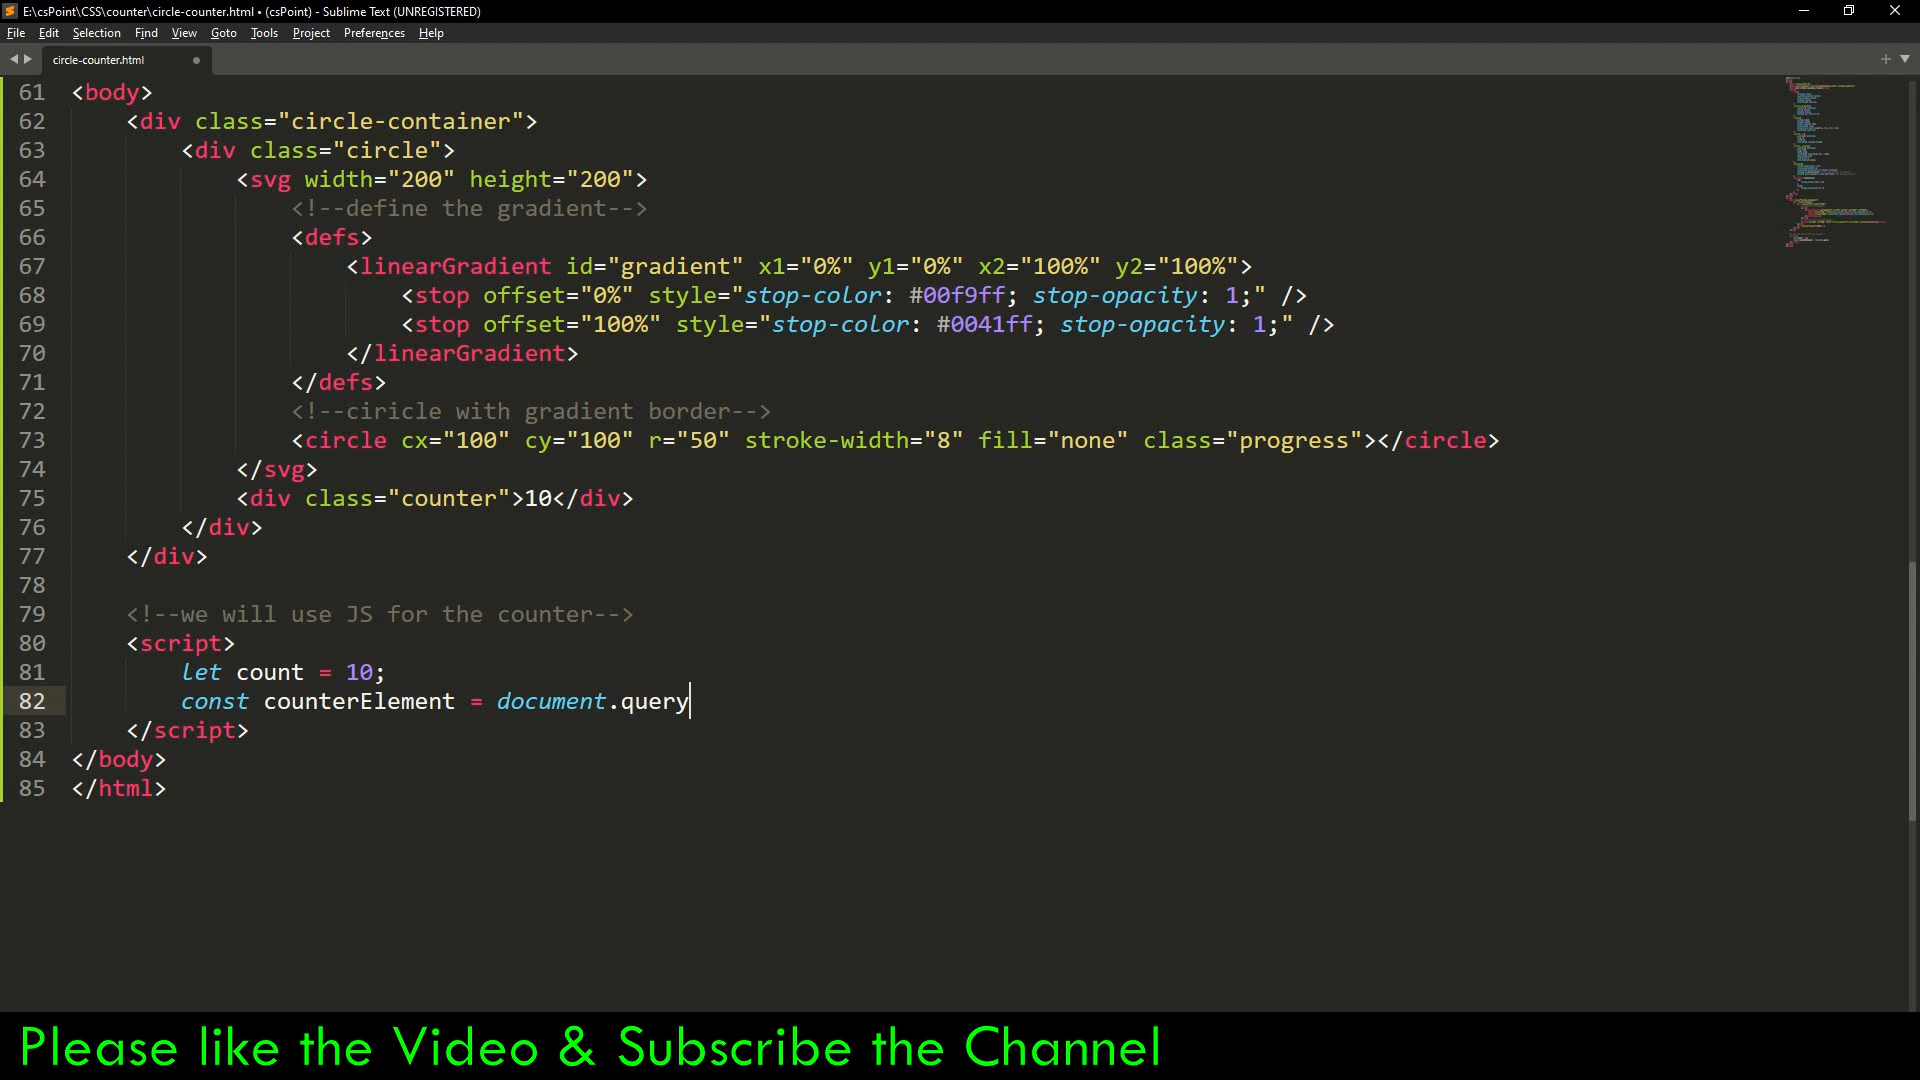 E:\csPoint\CSS\counter\circle-counter.html • (csPoint) - Sublime Text (UNREGISTERED)
File Edit Selection Find View Goto Tools Project Preferences Help
circle-counter.html
61 <body>
62 <div class="circle-container">
63 <div class="circle">
64 <svg width="200" height="200">
65 <!--define the gradient-->
66 <defs>
67 <linearGradient id="gradient" x1="0%" y1="0%" x2="100%" y2="100%">
68 <stop offset="0%" style="stop-color: #00f9ff; stop-opacity: 1;" />
69 <stop offset="100%" style="stop-color: #0041ff; stop-opacity: 1;" />
70 </linearGradient>
71 </defs>
72 <!--ciricle with gradient border-->
73 <circle cx="100" cy="100" r="50" stroke-width="8" fill="none" class="progress"></circle>
74 </svg>
75 <div class="counter">10</div>
76 </div>
77 </div>
78
79 <!--we will use JS for the counter-->
80 <script>
81 let count = 10;
82 const counterElement = document.query
83 </script>
84 </body>
85 </html>
Please like the Video & Subscribe the Channel